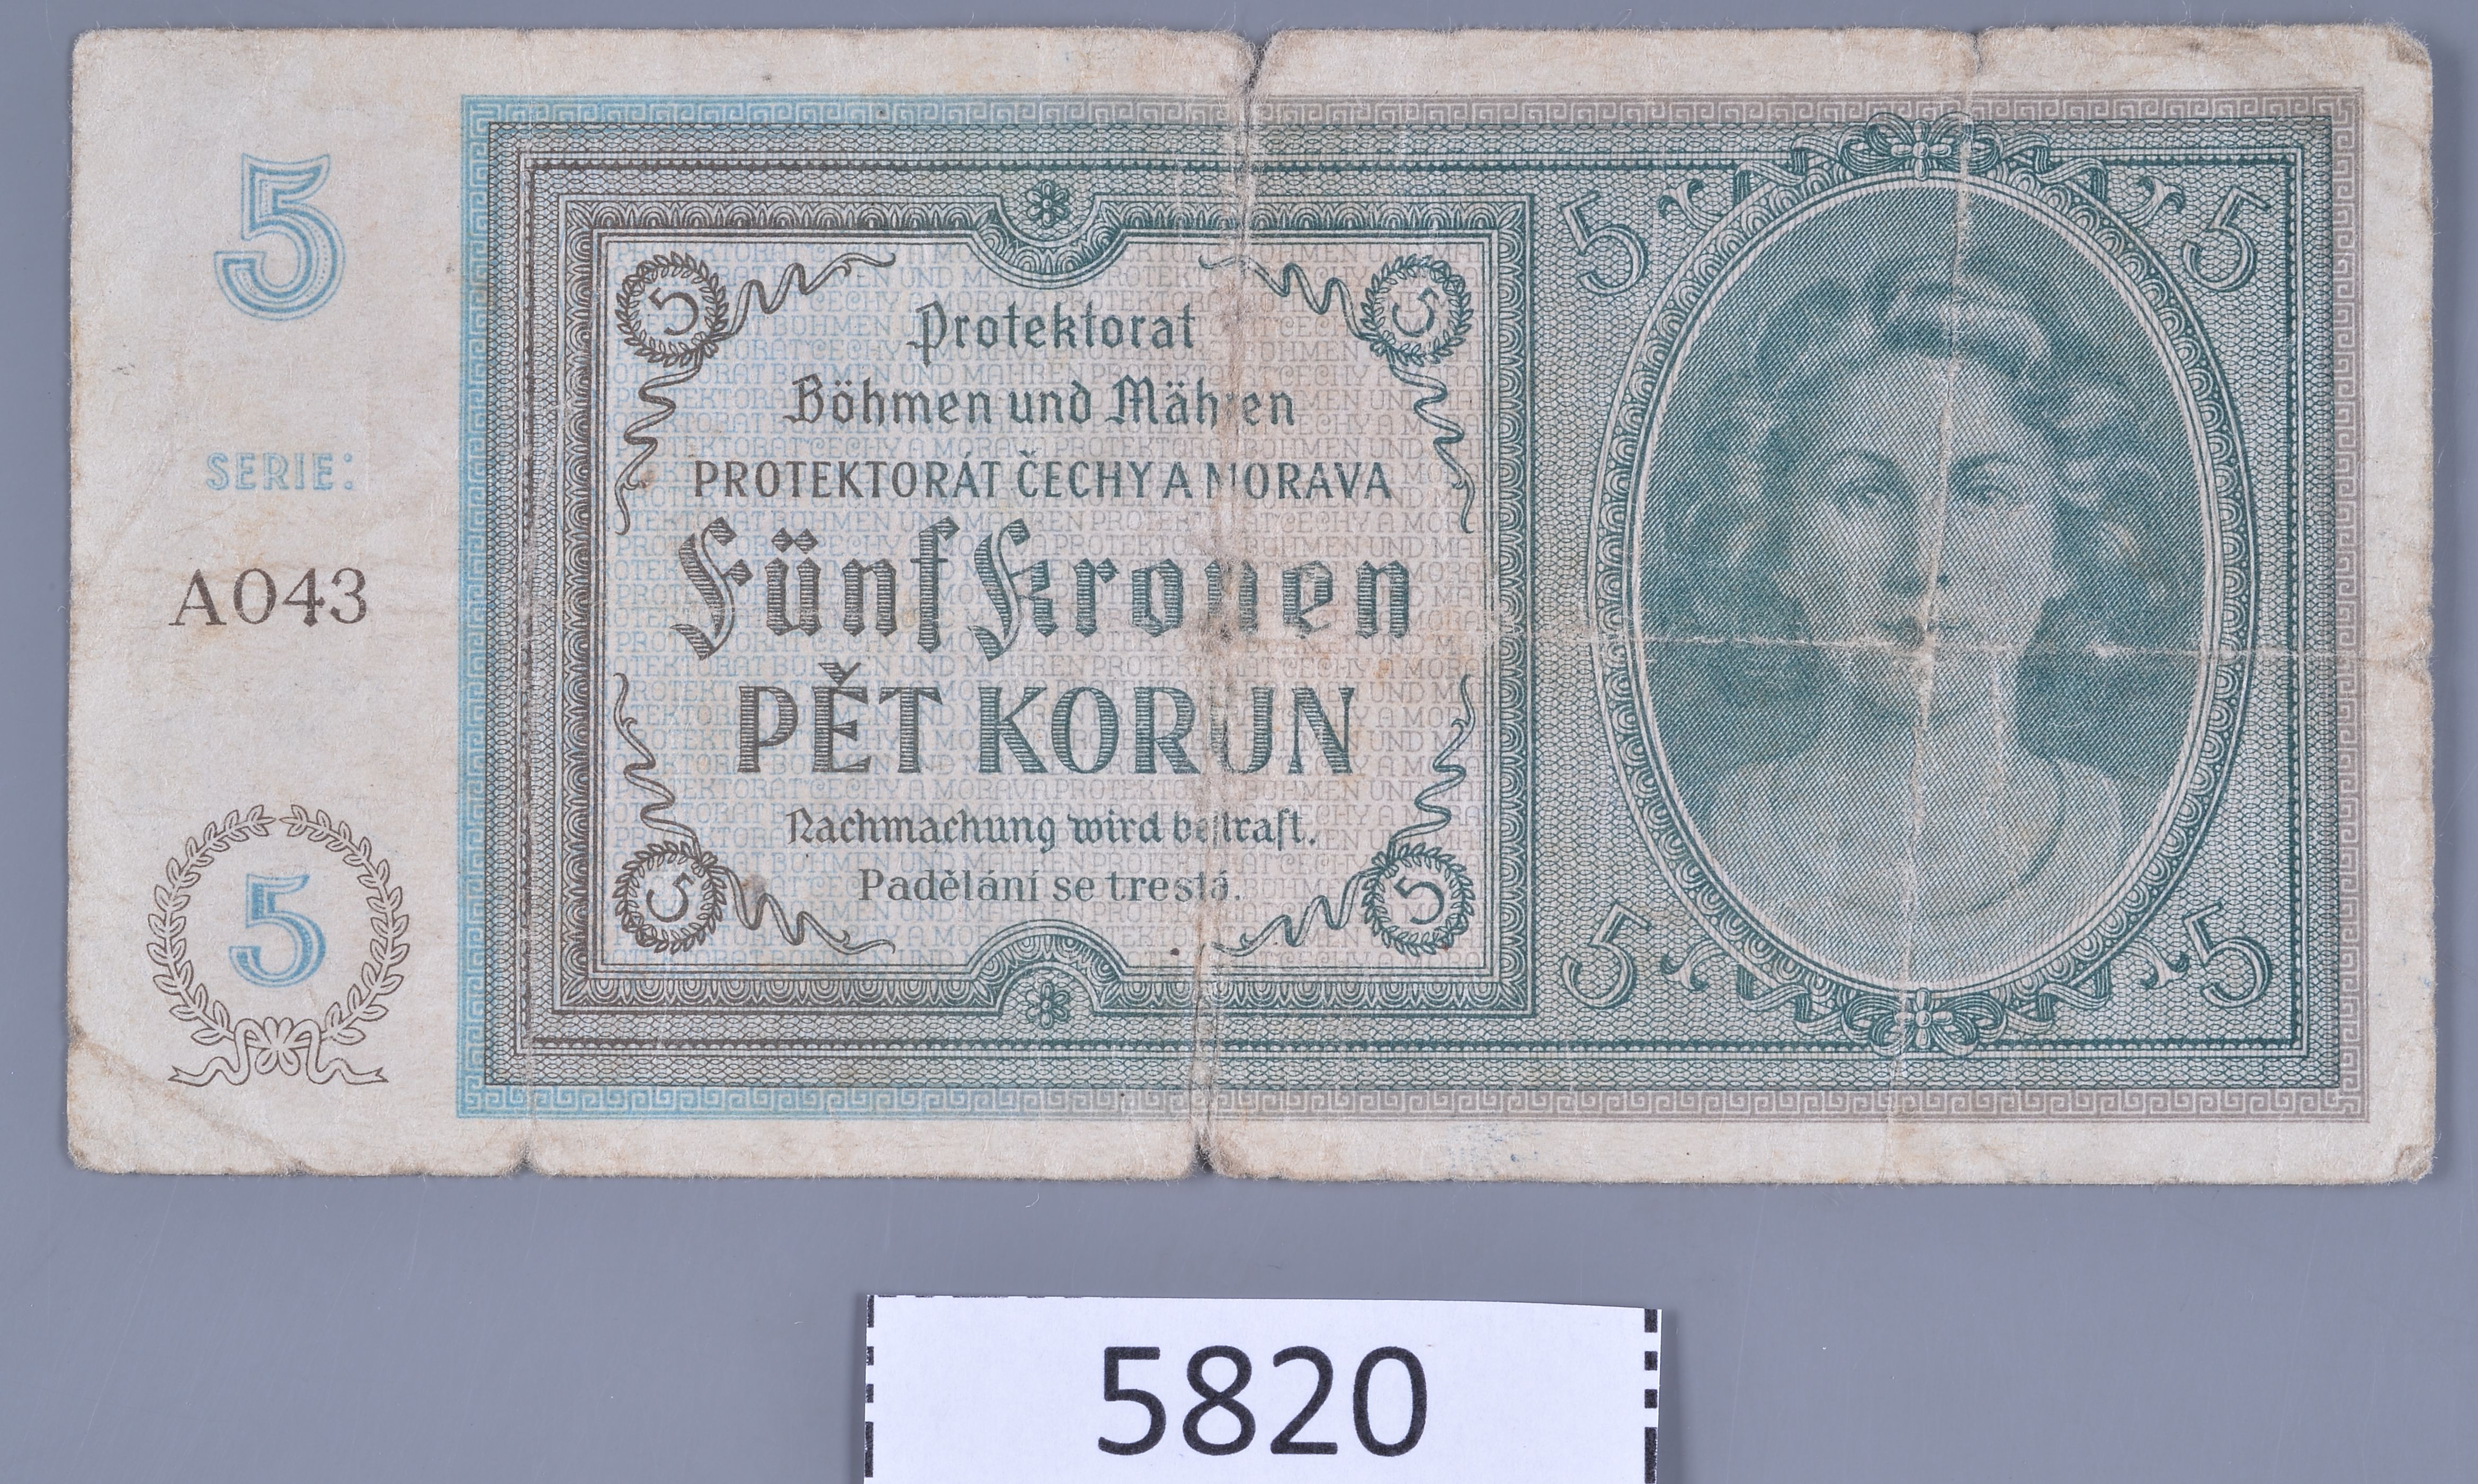 5
SERIE:
A043
5
5
5
Protektorat
Böhmen und Mähren
PROTEKTORÁT ČECHY A MORAVA
Fünf Kronen
PĚT KORUN
Nachmachung wird bestraft.
Padělání se trestá.
5
5
5
5
5
5
5820